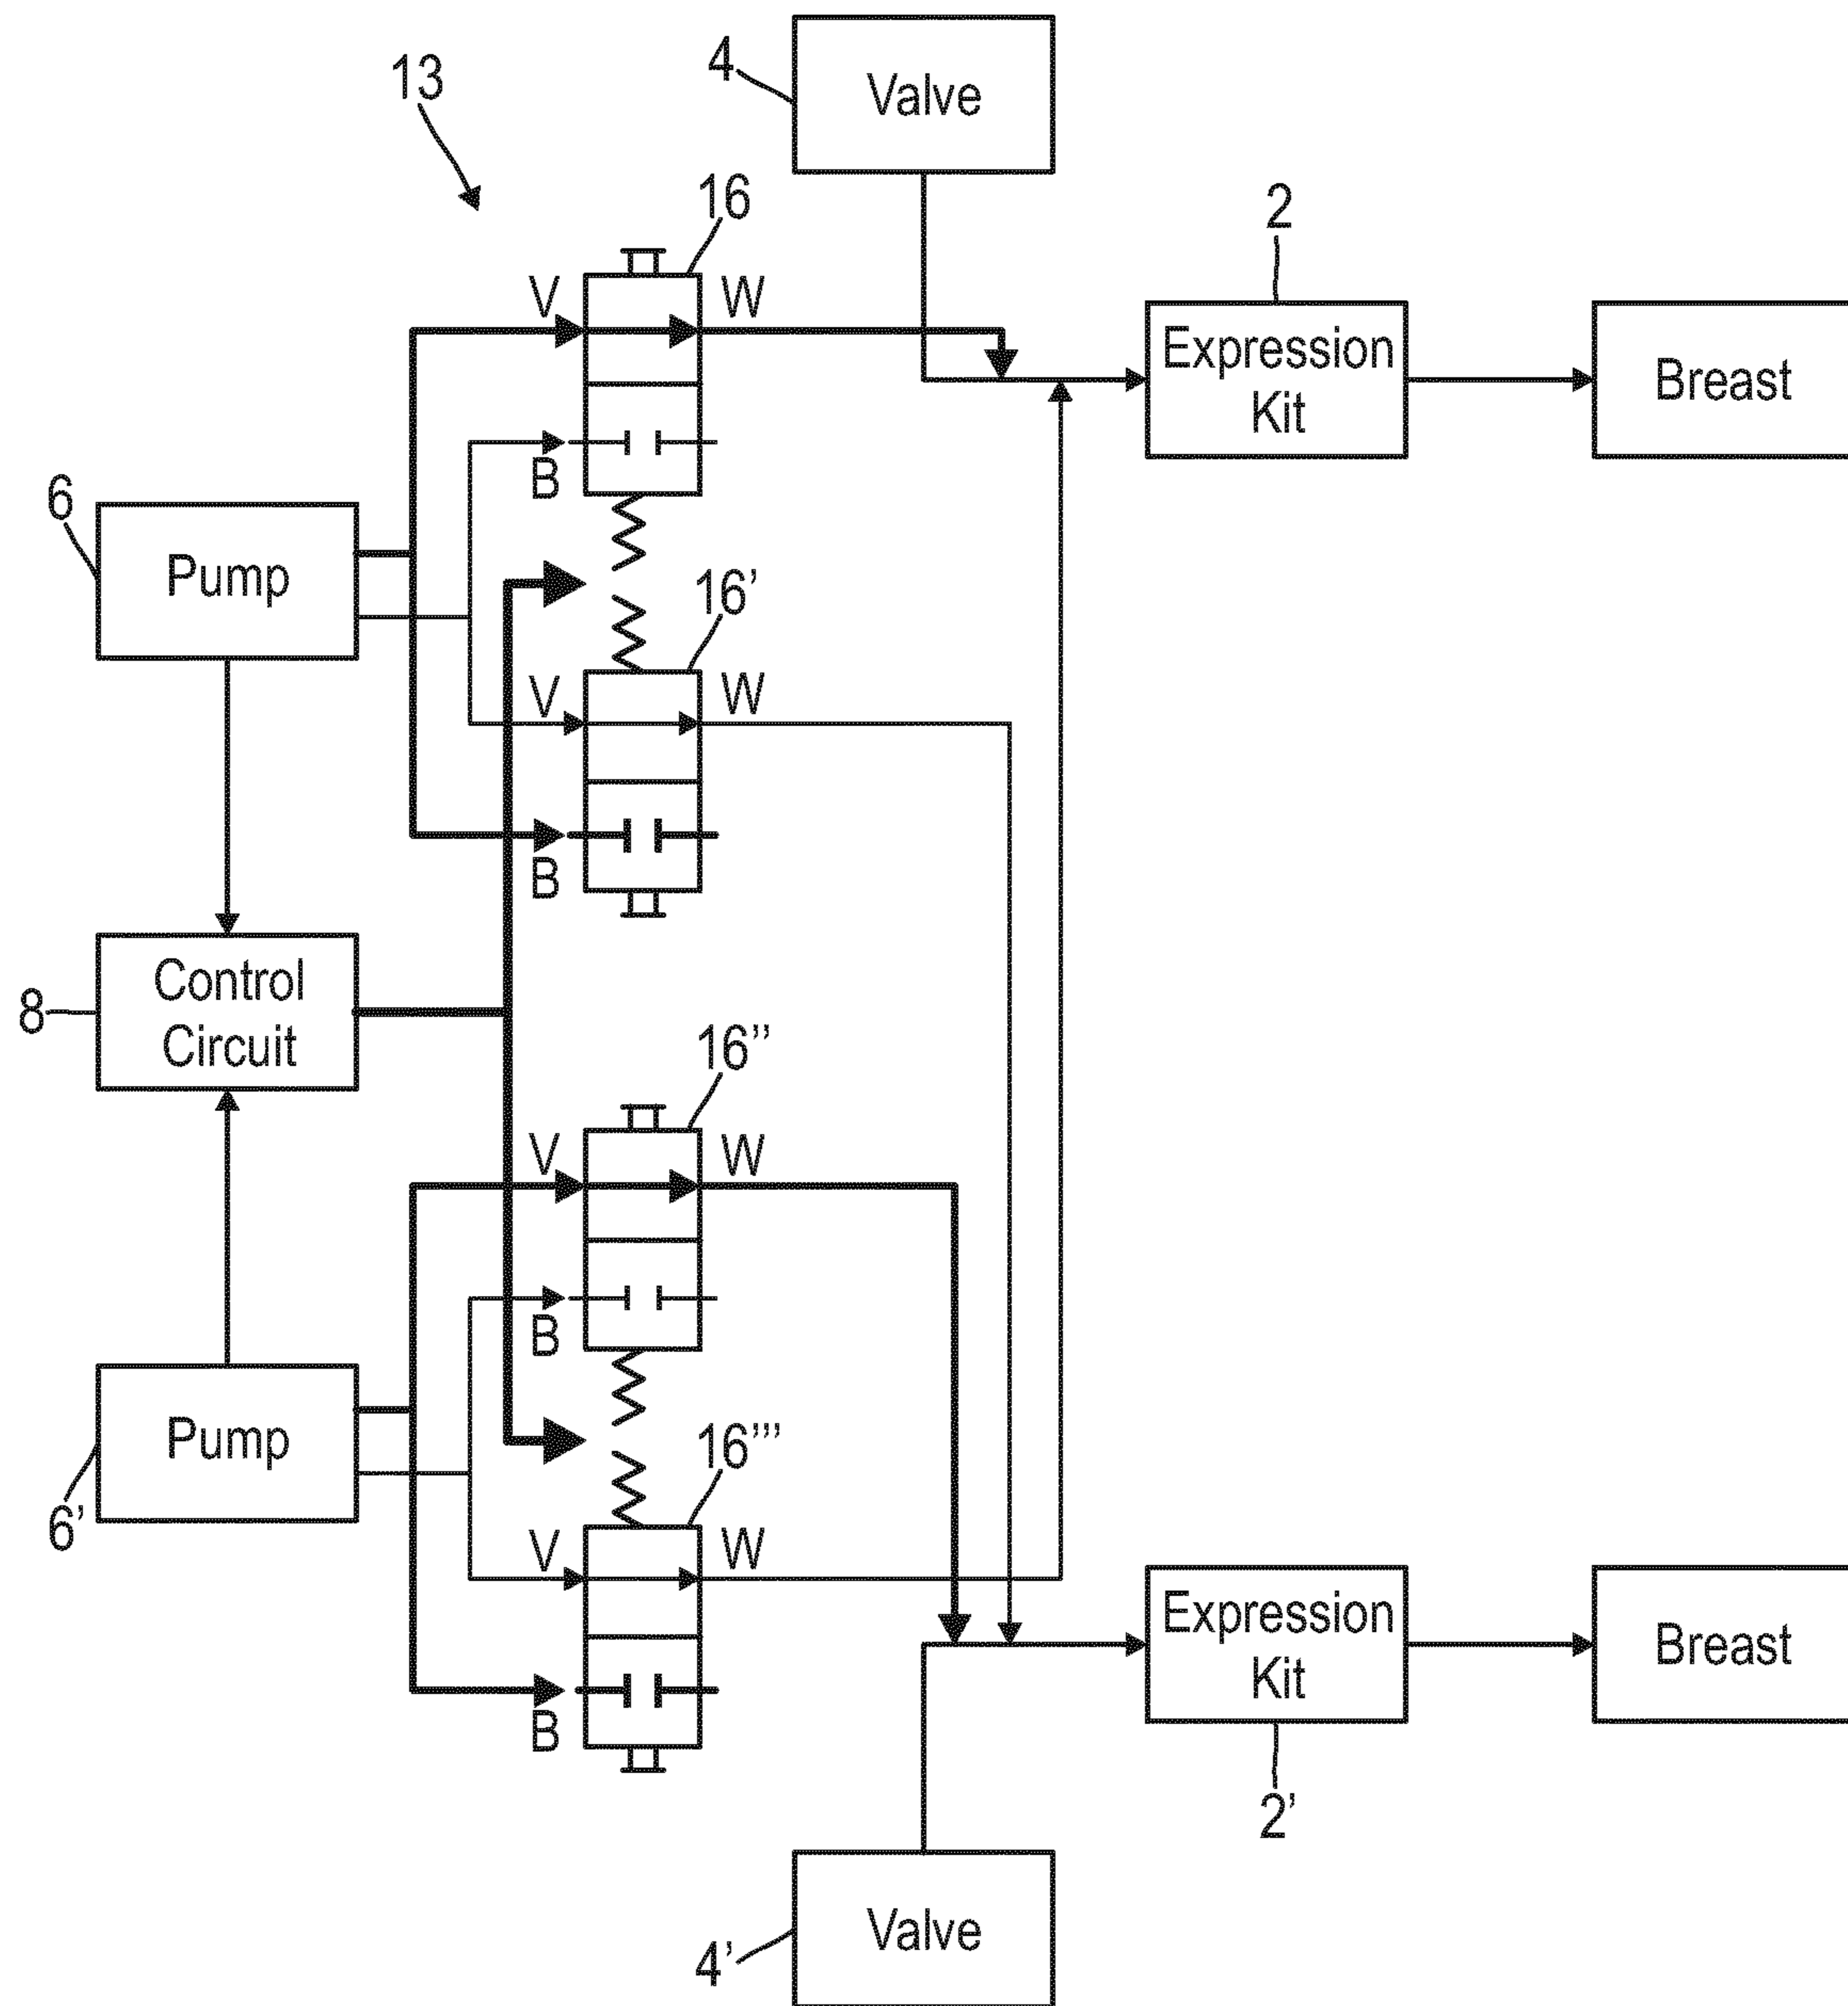 4
Valve
13
16
2
V
W
Expression
Kit
Breast
B
6
Pump
16’
V
W
B
8
Control
Circuit
16’’
V
W
B
Pump
6’
16’’’
V
W
Expression
Kit
Breast
B
2’
4’
Valve